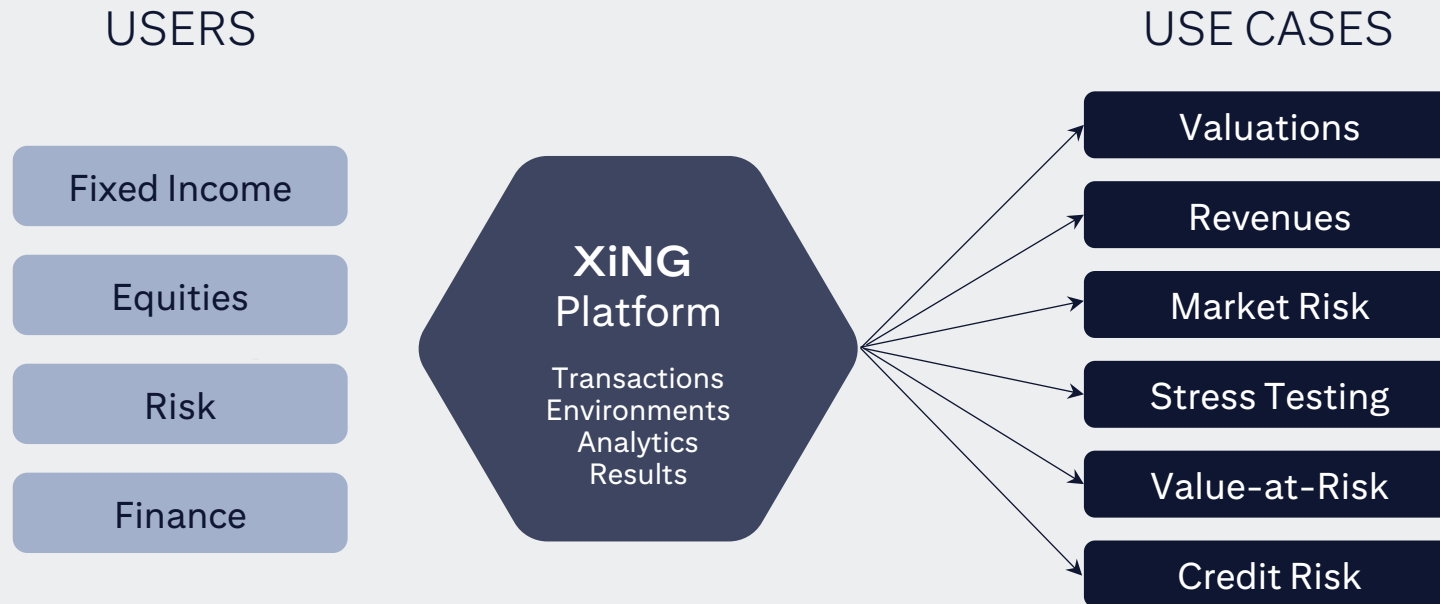 USERS
USE CASES
Fixed Income
Equities
Risk
Finance
XiNG
Platform
Transactions
Environments
Analytics
Results
Valuations
Revenues
Market Risk
Stress Testing
Value-at-Risk
Credit Risk